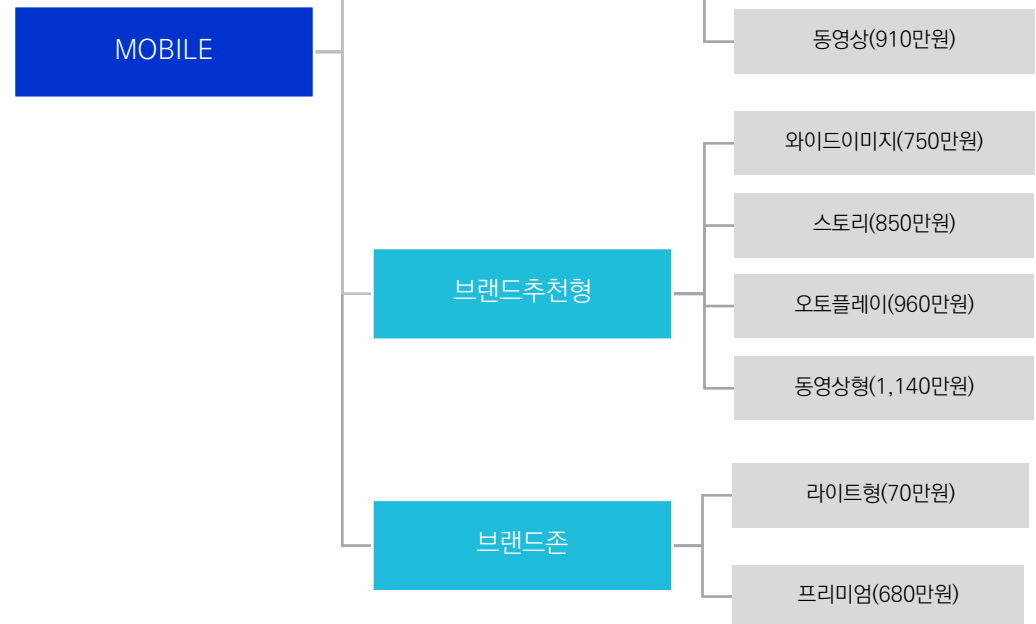 MOBILE
동영상(910만원)
와이드이미지(750만원)
스토리(850만원)
브랜드추천형
오토플레이(960만원)
동영상형(1,140만원)
라이트형(70만원)
브랜드존
프리미엄(680만원)